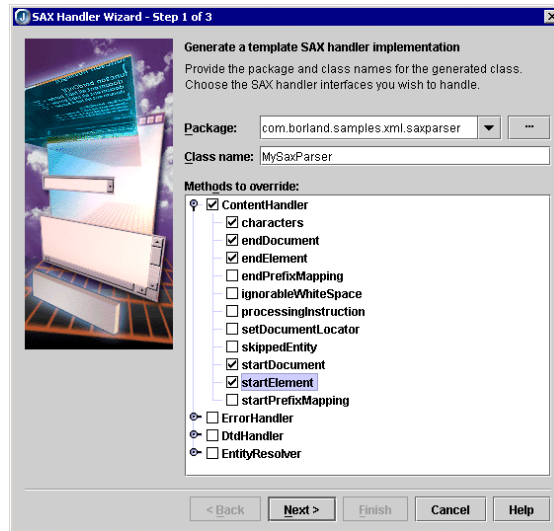 SAX Handler Wizard - Step 1 of 3
Generate a template SAX handler implementation
Provide the package and class names for the generated class.
Choose the SAX handler interfaces you wish to handle.
Package: com.borland.samples.xml.saxparser ...
Class name: MySaxParser
Methods to override:
ContentHandler
characters
endDocument
endElement
endPrefixMapping
ignorableWhiteSpace
processingInstruction
setDocumentLocator
skippedEntity
startDocument
startElement
startPrefixMapping
ErrorHandler
DtdHandler
EntityResolver
< Back Next > Finish Cancel Help